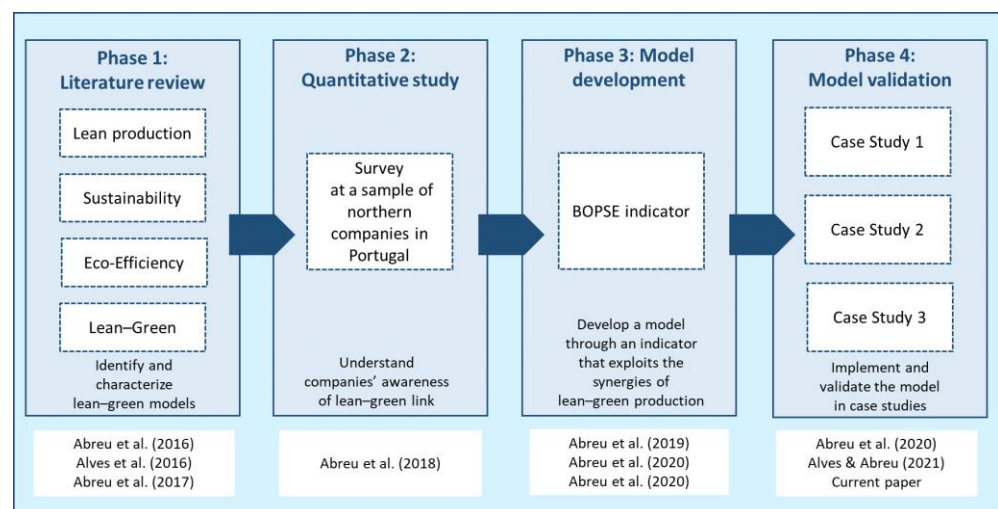 Phase 1:
Literature review
Lean production
Sustainability
Eco-Efficiency
Lean–Green
Identify and
characterize
lean–green models
Abreu et al. (2016)
Alves et al. (2016)
Abreu et al. (2017)
Phase 2:
Quantitative study
Survey
at a sample of
northern
companies in
Portugal
Understand
companies’ awareness
of lean–green link
Abreu et al. (2018)
Phase 3: Model
development
BOPSE indicator
Develop a model
through an indicator
that exploits the
synergies of
lean–green production
Abreu et al. (2019)
Abreu et al. (2020)
Abreu et al. (2020)
Phase 4:
Model validation
Case Study 1
Case Study 2
Case Study 3
Implement and
validate the model
in case studies
Abreu et al. (2020)
Alves & Abreu (2021)
Current paper